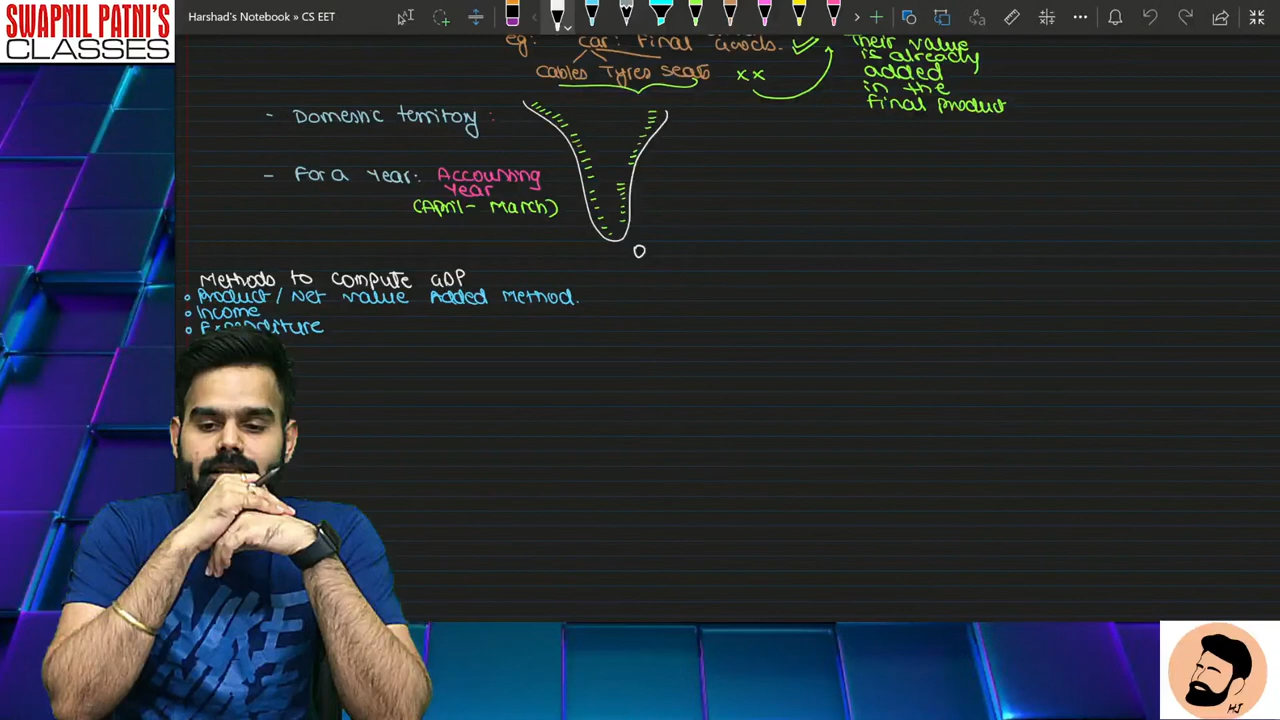 SWAPNIL PATNI'S
CLASSES
Harshad's Notebook » CS EET
eg: car: Final Goods.
Cables Tyres seats xx
Their value
is already
added
in the
Final product
- Domestic territory:
- For a Year: Accounting
Year
(April - March)
Methods to compute GDP
Product / Net Value Added Method.
Income
Expenditure
NIKE
HJ